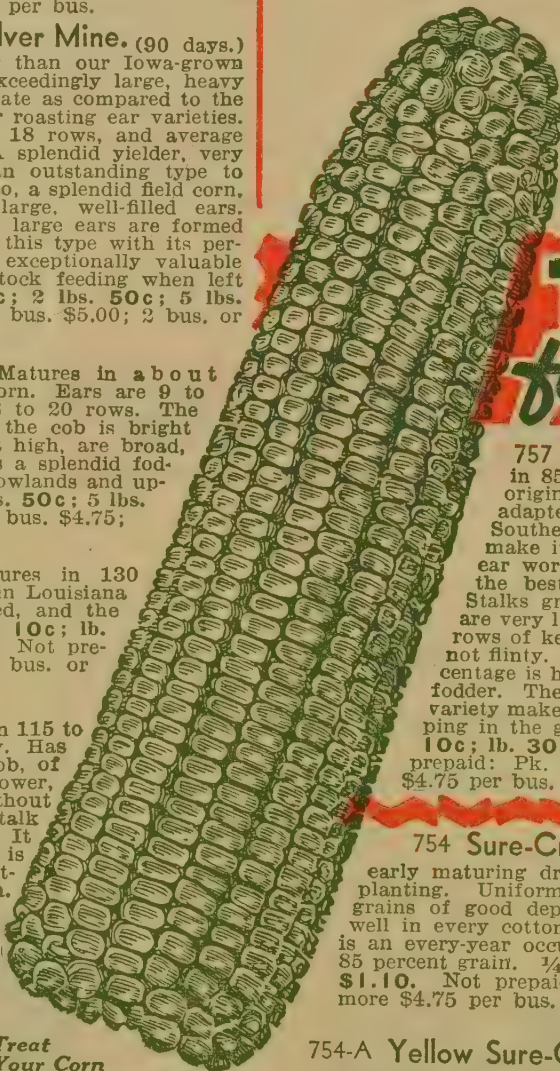 per bus.
lver Mine. (90 days.)
than our Iowa-grown
xceedingly large, heavy
ate as compared to the
r roasting ear varieties.
18 rows, and average
splendid yielder, very
n outstanding type to
o, a splendid field corn,
large, well-filled ears.
large ears are formed
this type with its per-
exceptionally valuable
tock feeding when left
c; 2 lbs. 50c; 5 lbs.
bus. $5.00; 2 bus. or
Matures in about
orn. Ears are 9 to
to 20 rows. The
the cob is bright
high, are broad,
s a splendid fod-
owlands and up-
s. 50c; 5 lbs.
bus. $4.75;
ures in 130
en Louisiana
ed, and the
10c; lb.
Not pre-
bus. or
n 115 to
y. Has
ob, of
ower,
thout
talk
It
is
t-
Treat
Your Corn
757
in 85
origin
adapte
Southe
make i
ear wor
the best
Stalks gr
are very l
rows of ke
not flinty.
centage is h
fodder. The
variety make
ping in the g
10c; lb. 30
prepaid: Pk.
$4.75 per bus.
754 Sure-Cr
early maturing dr
planting. Uniform
grains of good dep
well in every cotton
is an every-year occu
85 percent grain. ¼
$1.10. Not prepaid
more $4.75 per bus.
754-A Yellow Sure-C